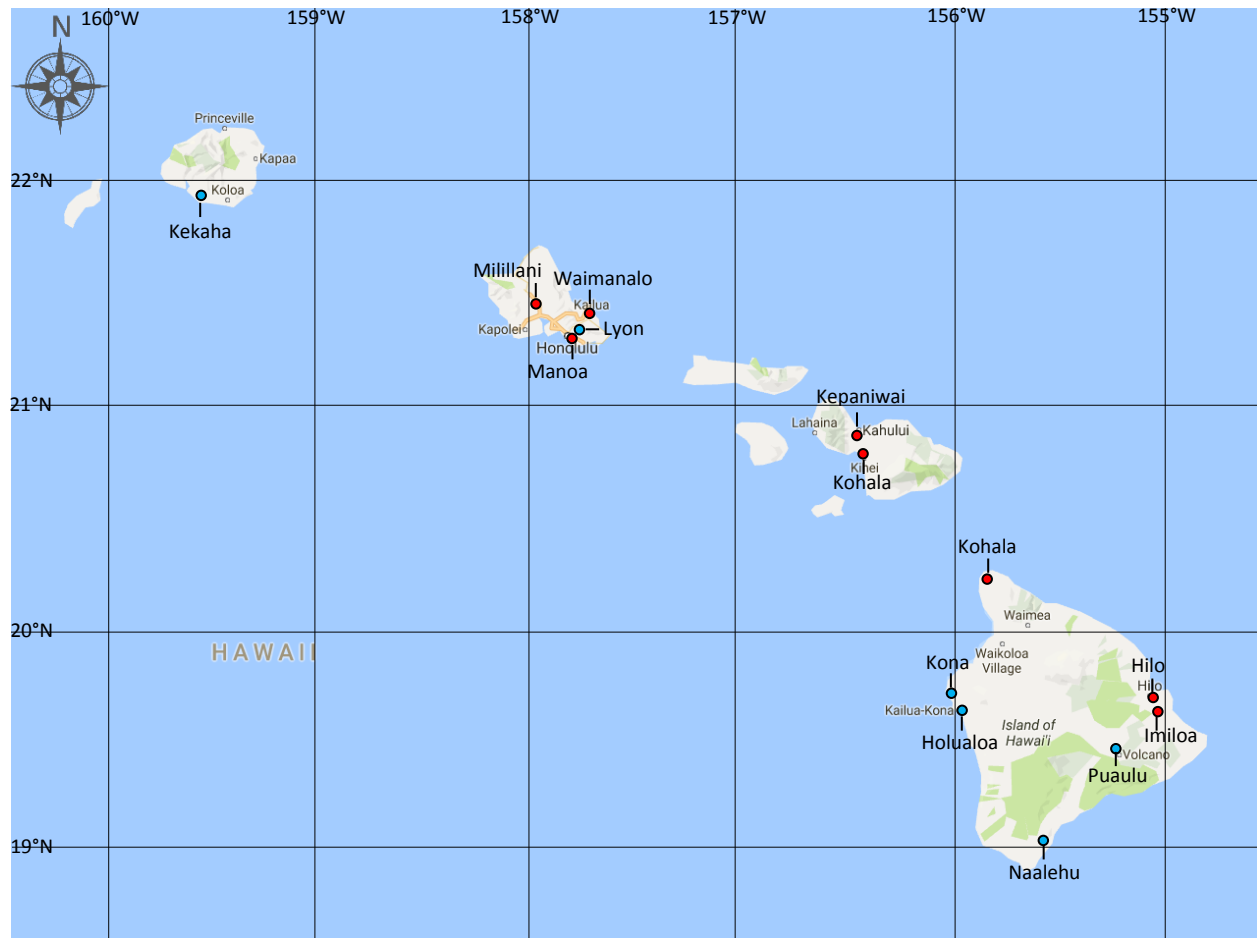 160°W
159°W
158°W
157°W
156°W
155°W
N
Princeville
Kapaa
22°N
Koloa
Kekaha
Milillani
Waimanalo
Kailua
Kapolei
Lyon
Honolulu
Manoa
21°N
Kepaniwai
Lahaina
Kahului
Kihei
Kohala
Kohala
Waimea
20°N
HAWAII
Waikoloa
Village
Kona
Hilo
Hilo
Kailua-Kona
Island of
Hawai'i
Holualoa
Imiloa
Volcano
Puaulu
19°N
Naalehu